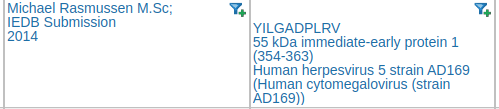 Michael Rasmussen M.Sc;
IEDB Submission
2014
YILGADPLRV
55 kDa immediate-early protein 1
(354-363)
Human herpesvirus 5 strain AD169
(Human cytomegalovirus (strain
AD169))